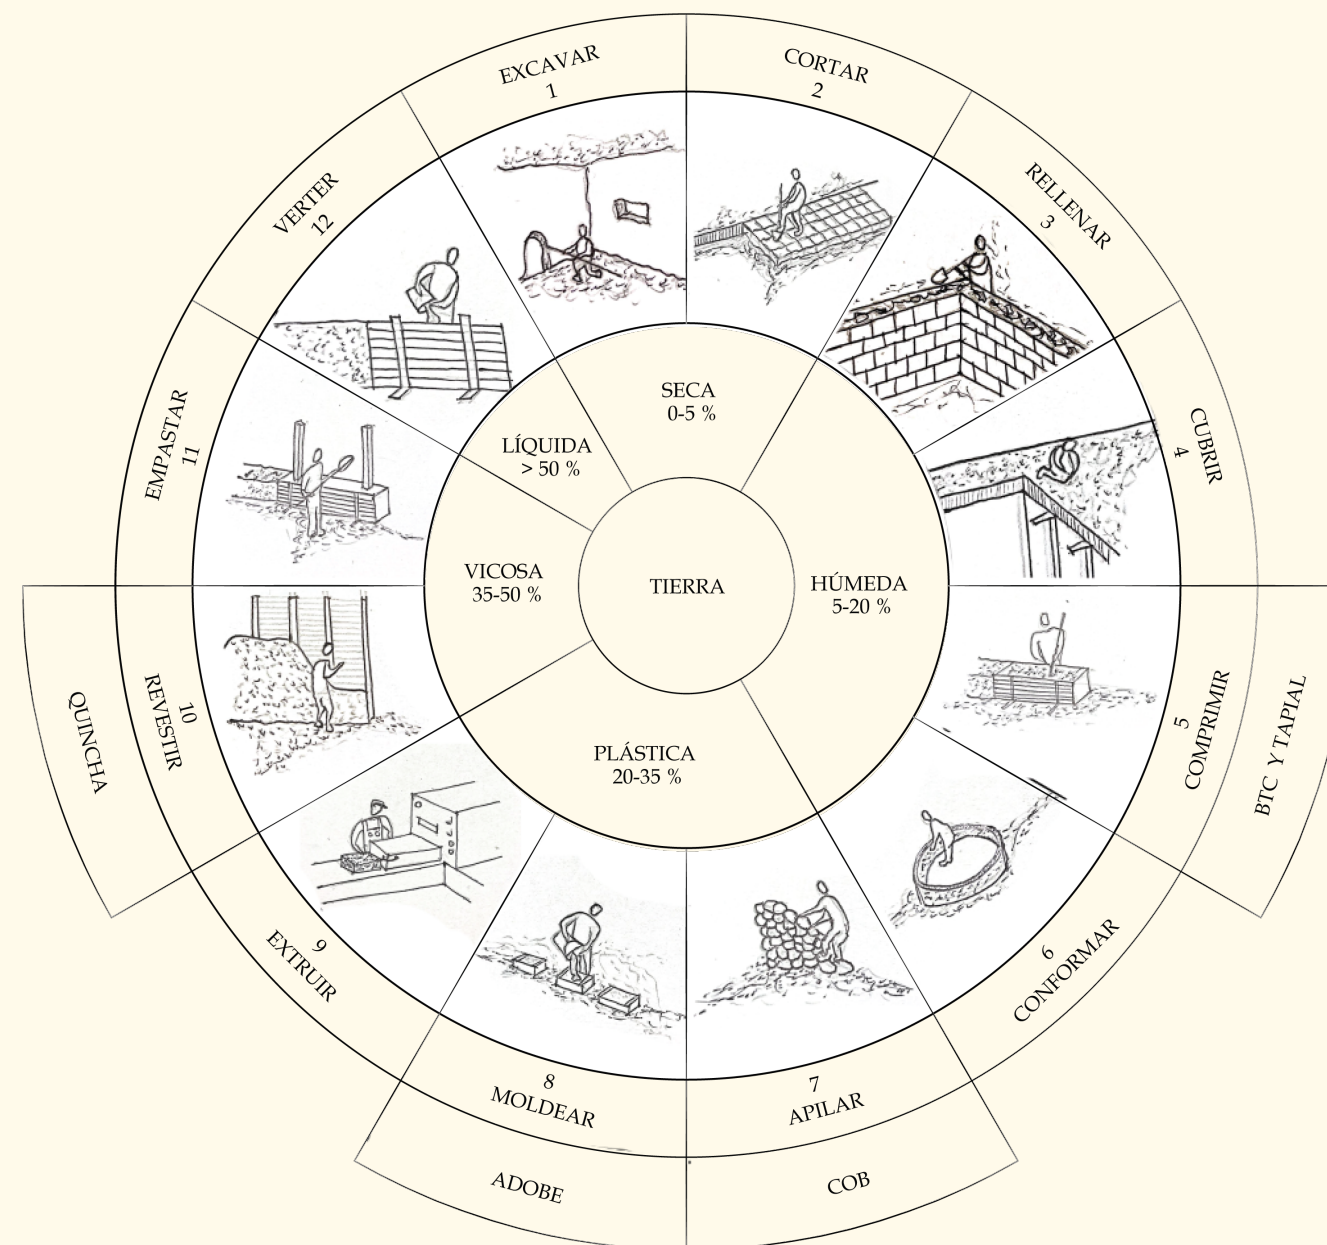 EXCAVAR
1
CORTAR
2
RELLENAR
3
CUBRIR
4
COMPRIMIR
5
BTC Y TAPIAL
6
CONFORMAR
7
APILAR
COB
8
MOLDEAR
ADOBE
9
EXTRUIR
10
REVESTIR
QUINCHA
EMPASTAR
11
VERTER
12
SECA
0-5 %
HÚMEDA
5-20 %
PLÁSTICA
20-35 %
VICOSA
35-50 %
LÍQUIDA
> 50 %
TIERRA